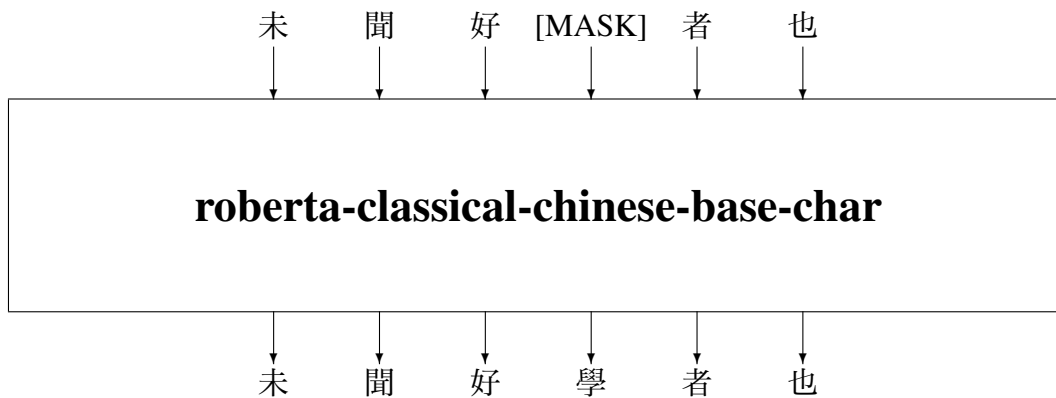 未 聞 好 [MASK] 者 也
roberta-classical-chinese-base-char
未 聞 好 學 者 也